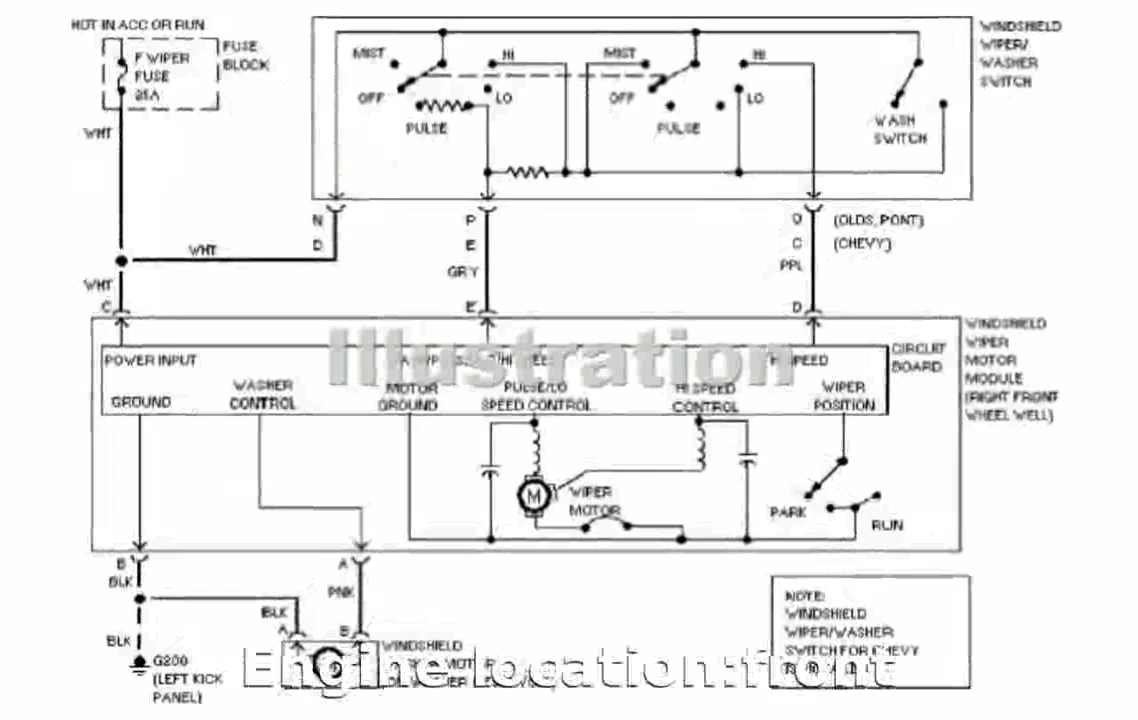 HOT IN ACC OR RUN
F WIPER
FUSE
25A
FUSE
BLOCK
WHT
WHT
WHT
MIST
OFF
HI
LO
PULSE
MIST
OFF
HI
LO
PULSE
WASH
SWITCH
WINDSHIELD
WIPER/
WASHER
SWITCH
N
D
P
E
GRY
O
C
PPL
(OLDS, PONT)
(CHEVY)
C
E
D
WINDSHIELD
WIPER
MOTOR
MODULE
(RIGHT FRONT
WHEEL WELL)
CIRCUIT
BOARD
POWER INPUT
SPEED
GROUND
WASHER
CONTROL
MOTOR
GROUND
PULSE/LO
SPEED CONTROL
HI SPEED
CONTROL
WIPER
POSITION
Illustration
M
WIPER
MOTOR
PARK
RUN
B
BLK
BLK
BLK
A
PNK
A
B
G200
(LEFT KICK
PANEL)
WINDSHIELD
NOTE:
WINDSHIELD
WIPER/WASHER
SWITCH FOR CHEVY
Engine location:front